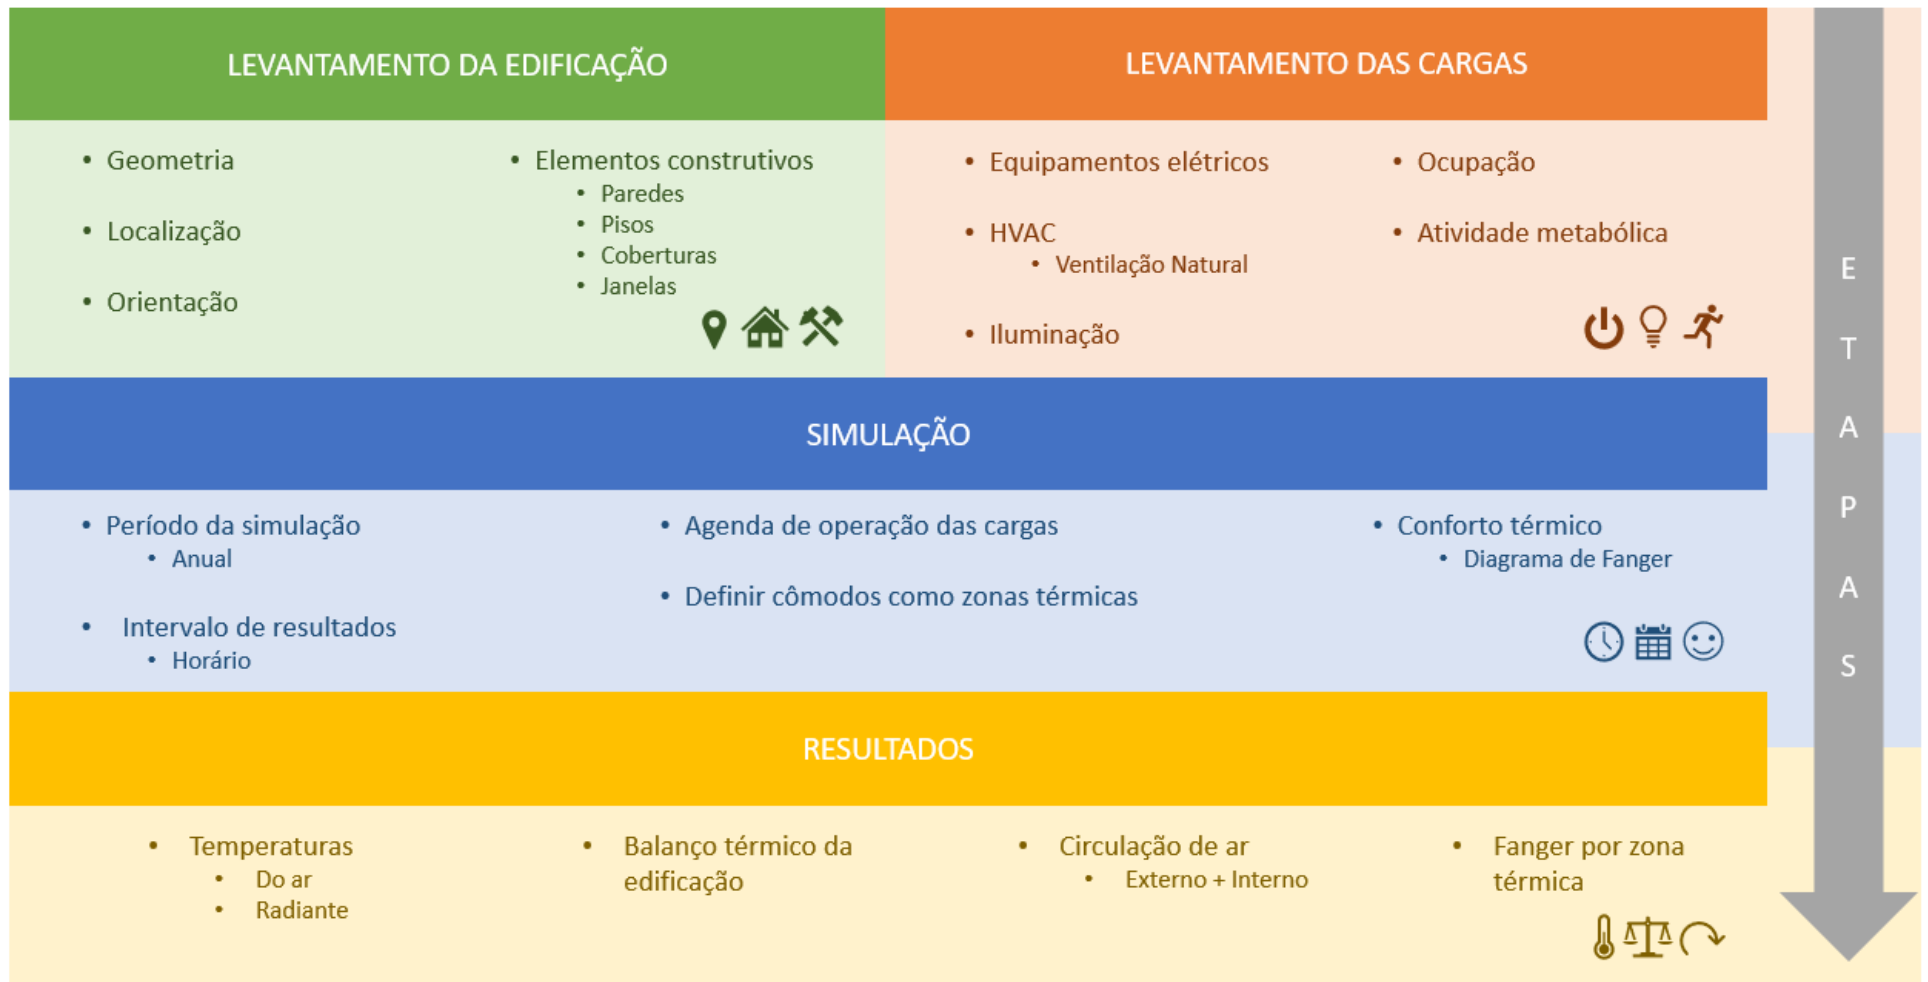 LEVANTAMENTO DA EDIFICAÇÃO
• Geometria
• Localização
• Orientação
• Elementos construtivos
• Paredes
• Pisos
• Coberturas
• Janelas
LEVANTAMENTO DAS CARGAS
• Equipamentos elétricos
• HVAC
• Ventilação Natural
• Iluminação
• Ocupação
• Atividade metabólica
SIMULAÇÃO
• Período da simulação
• Anual
• Intervalo de resultados
• Horário
• Agenda de operação das cargas
• Definir cômodos como zonas térmicas
• Conforto térmico
• Diagrama de Fanger
RESULTADOS
• Temperaturas
• Do ar
• Radiante
• Balanço térmico da
edificação
• Circulação de ar
• Externo + Interno
• Fanger por zona
térmica
E
T
A
P
A
S